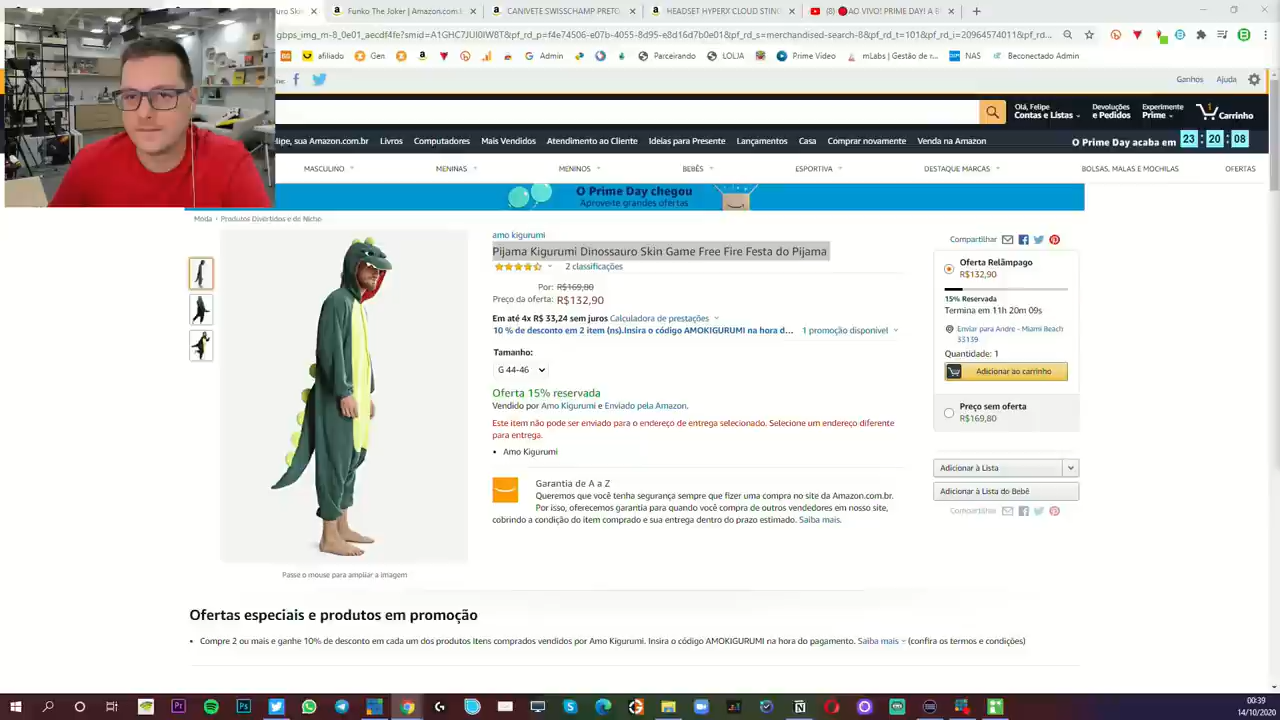 Funko The Joker | Amazon.com.b
CANIVETE SWISSCHAMP PRETO
HEADSET HYPERX CLOUD STING
(8) 🔴 AO VIVO! PRIME DAY! A B
afiliado
Gen
Admin
Parceirando
LOLJA
Prime Video
mLabs | Gestão de r...
NAS
Beconectado Admin
Ganhos
Ajuda
Olá, Felipe
Contas e Listas
Devoluções
e Pedidos
Experimente
Prime
1
Carrinho
lipe, sua Amazon.com.br Livros Computadores Mais Vendidos Atendimento ao Cliente Ideias para Presente Lançamentos Casa Comprar novamente Venda na Amazon
O Prime Day acaba em 23 20 08
MASCULINO MENINAS MENINOS BEBÊS ESPORTIVA DESTAQUE MARCAS BOLSAS, MALAS E MOCHILAS OFERTAS
O Prime Day chegou
Aproveite grandes ofertas
Moda › Produtos Divertidos e de Nicho
amo kigurumi
Pijama Kigurumi Dinossauro Skin Game Free Fire Festa do Pijama
2 classificações
Por: R$169,80
Preço da oferta: R$132,90
Em até 4x R$ 33,24 sem juros Calculadora de prestações
10 % de desconto em 2 item (ns).Insira o código AMOKIGURUMI na hora d... 1 promoção disponível
Tamanho:
G 44-46
Oferta 15% reservada
Vendido por Amo Kigurumi e Enviado pela Amazon.
Este item não pode ser enviado para o endereço de entrega selecionado. Selecione um endereço diferente
para entrega.
• Amo Kigurumi
Garantia de A a Z
Queremos que você tenha segurança sempre que fizer uma compra no site da Amazon.com.br.
Por isso, oferecemos garantia para quando você compra de outros vendedores em nosso site,
cobrindo a condição do item comprado e sua entrega dentro do prazo estimado. Saiba mais.
Passe o mouse para ampliar a imagem
Compartilhar
Oferta Relâmpago
R$132,90
15% Reservada
Termina em 11h 20m 09s
Enviar para Andre - Miami Beach
33139
Quantidade: 1
Adicionar ao carrinho
Preço sem oferta
R$169,80
Adicionar à Lista
Adicionar à Lista do Bebê
Compartilhar
Ofertas especiais e produtos em promoção
• Compre 2 ou mais e ganhe 10% de desconto em cada um dos produtos Itens comprados vendidos por Amo Kigurumi. Insira o código AMOKIGURUMI na hora do pagamento. Saiba mais (confira os termos e condições)
00:39
14/10/2020